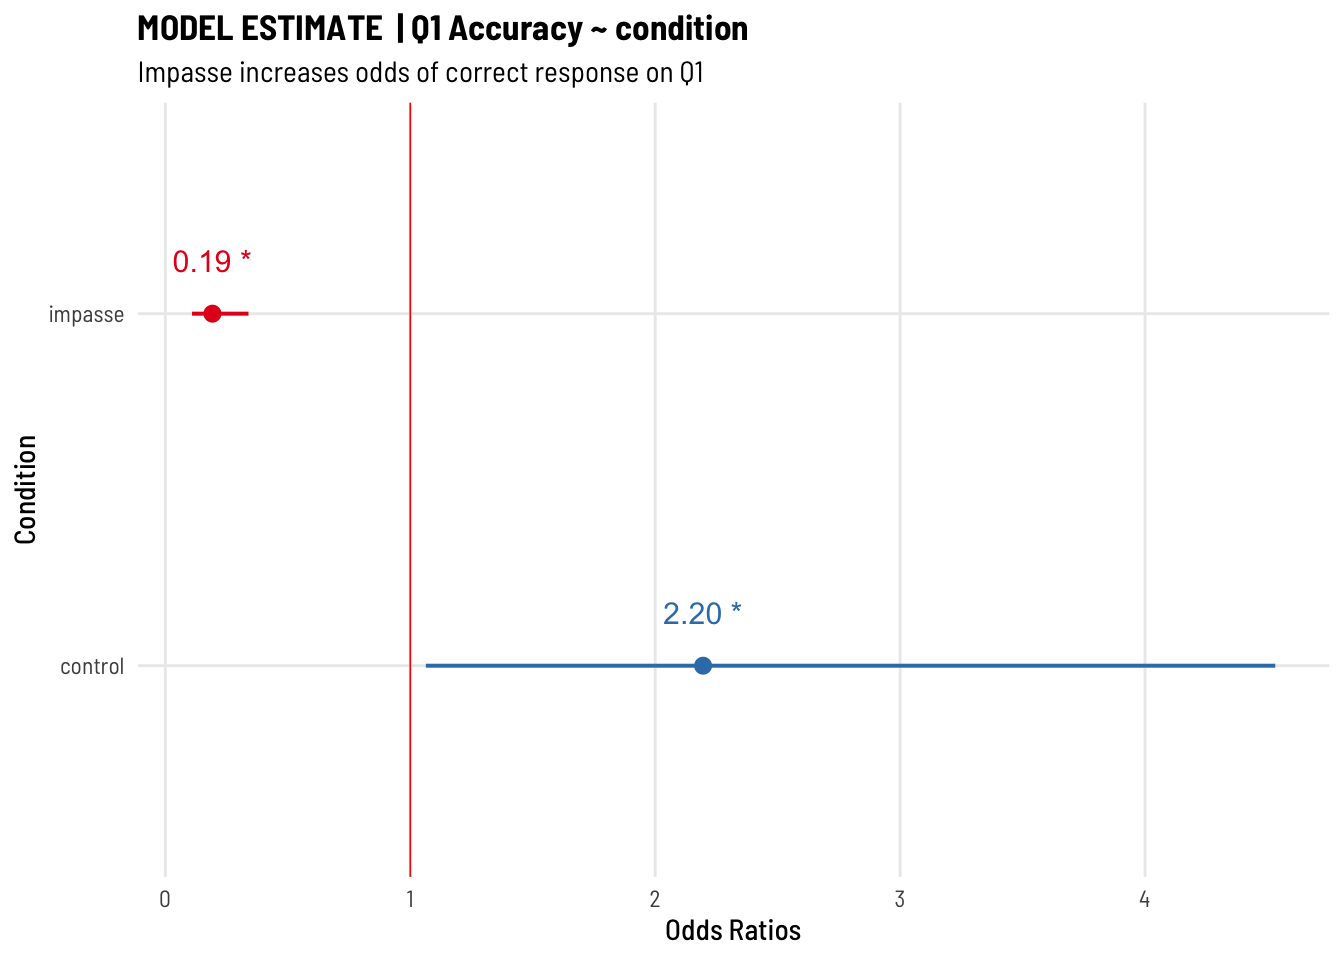 MODEL ESTIMATE | Q1 Accuracy ~ condition
Impasse increases odds of correct response on Q1
0.19 *
impasse
Condition
2.20 *
control
0 1 2 3 4
Odds Ratios